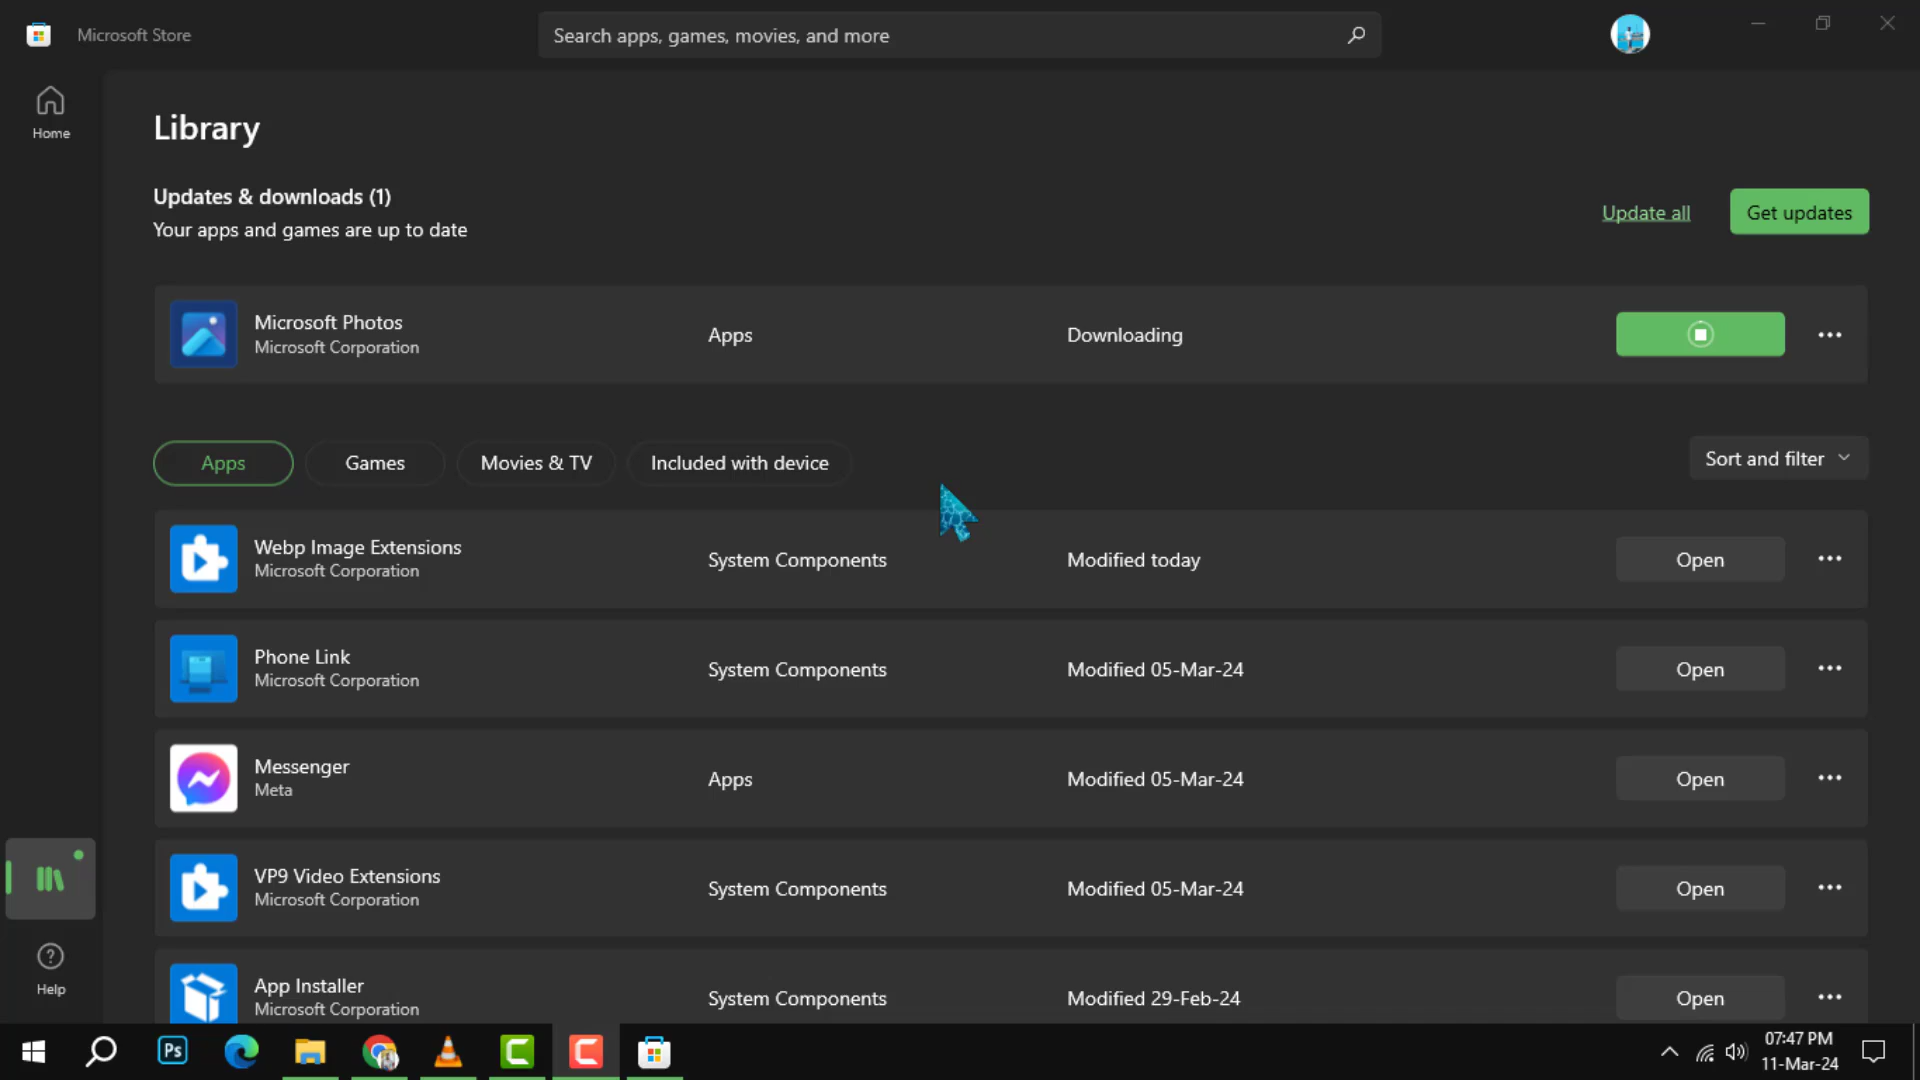 Microsoft Store
Search apps, games, movies, and more
Home
Library
Updates & downloads (1)
Your apps and games are up to date
Update all
Get updates
Microsoft Photos
Microsoft Corporation
Apps
Downloading
Apps
Games
Movies & TV
Included with device
Sort and filter
Webp Image Extensions
Microsoft Corporation
System Components
Modified today
Open
Phone Link
Microsoft Corporation
System Components
Modified 05-Mar-24
Open
Messenger
Meta
Apps
Modified 05-Mar-24
Open
VP9 Video Extensions
Microsoft Corporation
System Components
Modified 05-Mar-24
Open
App Installer
Microsoft Corporation
System Components
Modified 29-Feb-24
Open
Help
Ps
07:47 PM
11-Mar-24